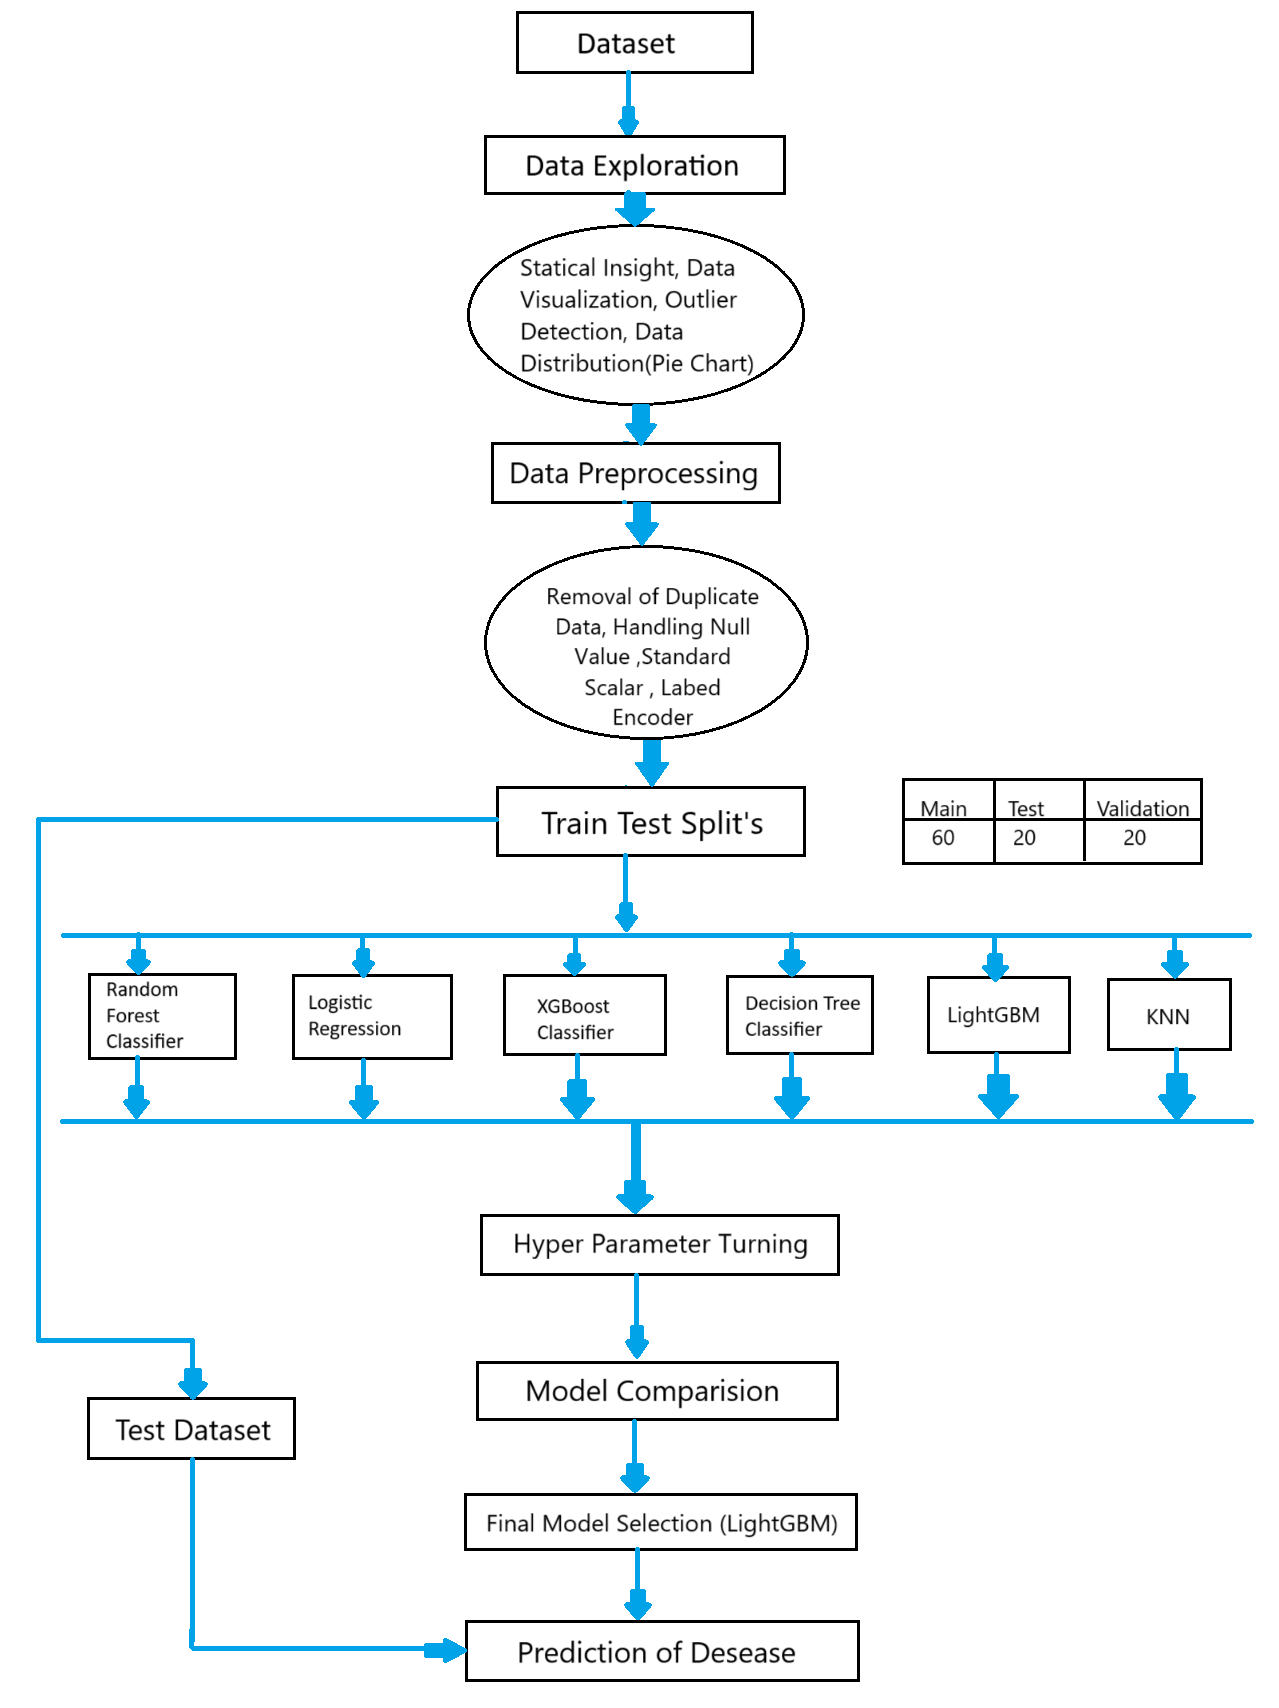 Dataset
Data Exploration
Statical Insight, Data
Visualization, Outlier
Detection, Data
Distribution(Pie Chart)
Data Preprocessing
Removal of Duplicate
Data, Handling Null
Value ,Standard
Scalar , Labed
Encoder
Train Test Split's
Main Test Validation
60 20 20
Random
Forest
Classifier
Logistic
Regression
XGBoost
Classifier
Decision Tree
Classifier
LightGBM
KNN
Hyper Parameter Turning
Model Comparision
Test Dataset
Final Model Selection (LightGBM)
Prediction of Desease